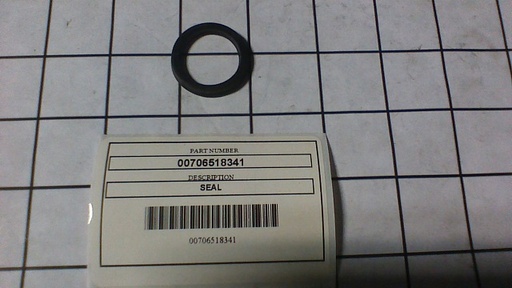 PART NUMBER
00706518341
DESCRIPTION
SEAL
00706518341